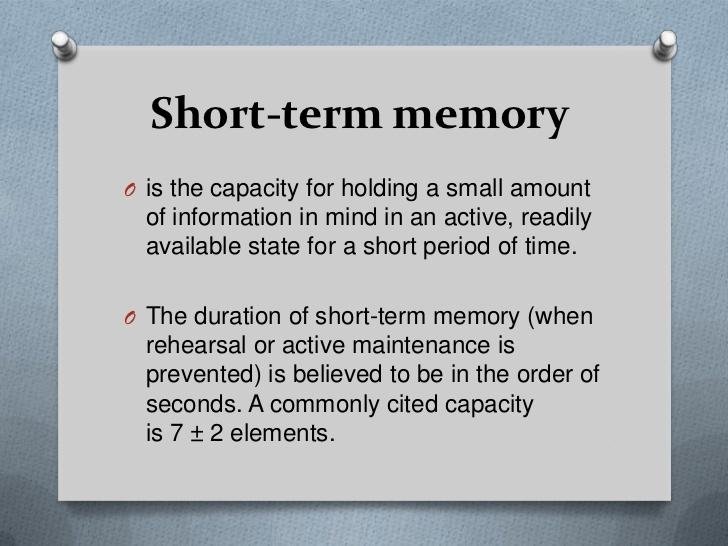 Short-term memory
is the capacity for holding a small amount
of information in mind in an active, readily
available state for a short period of time.
The duration of short-term memory (when
rehearsal or active maintenance is
prevented) is believed to be in the order of
seconds. A commonly cited capacity
is 7 ± 2 elements.